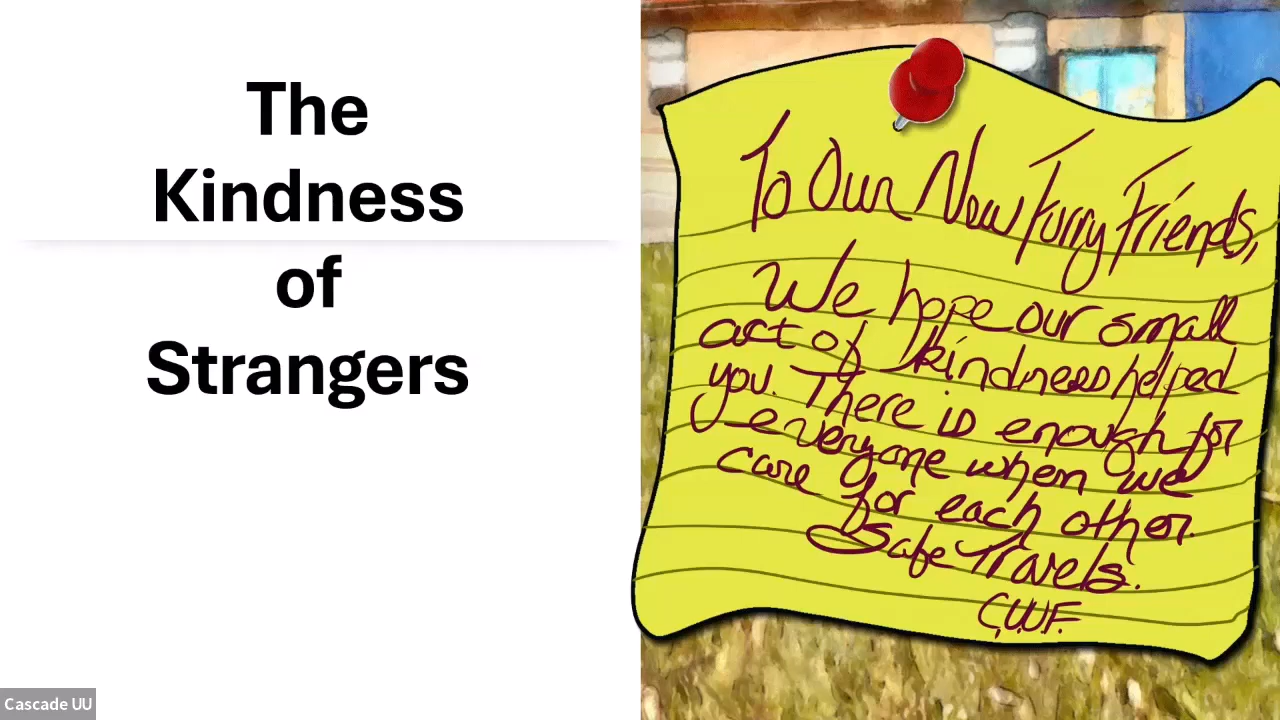 The
Kindness
of
Strangers
To Our New Furry Friends,
We hope our small
act of kindness helped
you. There is enough for
everyone when we
care for each other.
Safe Travels.
C.U.U.F.
Cascade UU